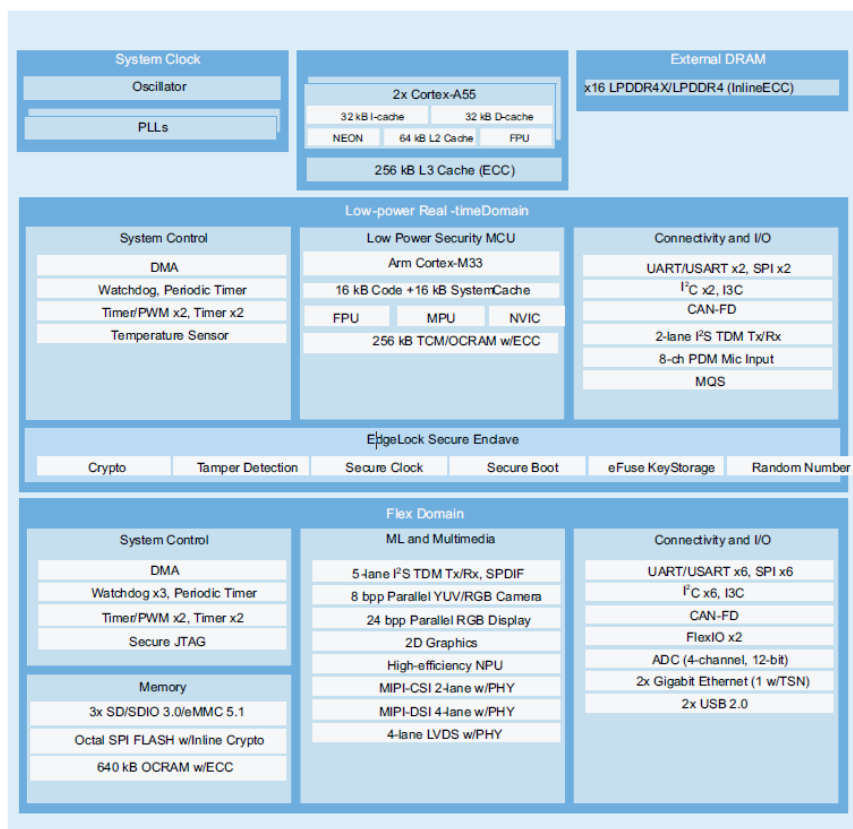 System Clock
Oscillator
PLLs
2x Cortex-A55
32 kB I-cache
32 kB D-cache
NEON
64 kB L2 Cache
FPU
256 kB L3 Cache (ECC)
External DRAM
x16 LPDDR4X/LPDDR4 (InlineECC)
Low-power Real -timeDomain
System Control
DMA
Watchdog, Periodic Timer
Timer/PWM x2, Timer x2
Temperature Sensor
Low Power Security MCU
Arm Cortex-M33
16 kB Code +16 kB SystemCache
FPU
MPU
NVIC
256 kB TCM/OCRAM w/ECC
Connectivity and I/O
UART/USART x2, SPI x2
I²C x2, I3C
CAN-FD
2-lane I²S TDM Tx/Rx
8-ch PDM Mic Input
MQS
EdgeLock Secure Enclave
Crypto
Tamper Detection
Secure Clock
Secure Boot
eFuse KeyStorage
Random Number
Flex Domain
System Control
DMA
Watchdog x3, Periodic Timer
Timer/PWM x2, Timer x2
Secure JTAG
Memory
3x SD/SDIO 3.0/eMMC 5.1
Octal SPI FLASH w/Inline Crypto
640 kB OCRAM w/ECC
ML and Multimedia
5-lane I²S TDM Tx/Rx, SPDIF
8 bpp Parallel YUV/RGB Camera
24 bpp Parallel RGB Display
2D Graphics
High-efficiency NPU
MIPI-CSI 2-lane w/PHY
MIPI-DSI 4-lane w/PHY
4-lane LVDS w/PHY
Connectivity and I/O
UART/USART x6, SPI x6
I²C x6, I3C
CAN-FD
FlexIO x2
ADC (4-channel, 12-bit)
2x Gigabit Ethernet (1 w/TSN)
2x USB 2.0